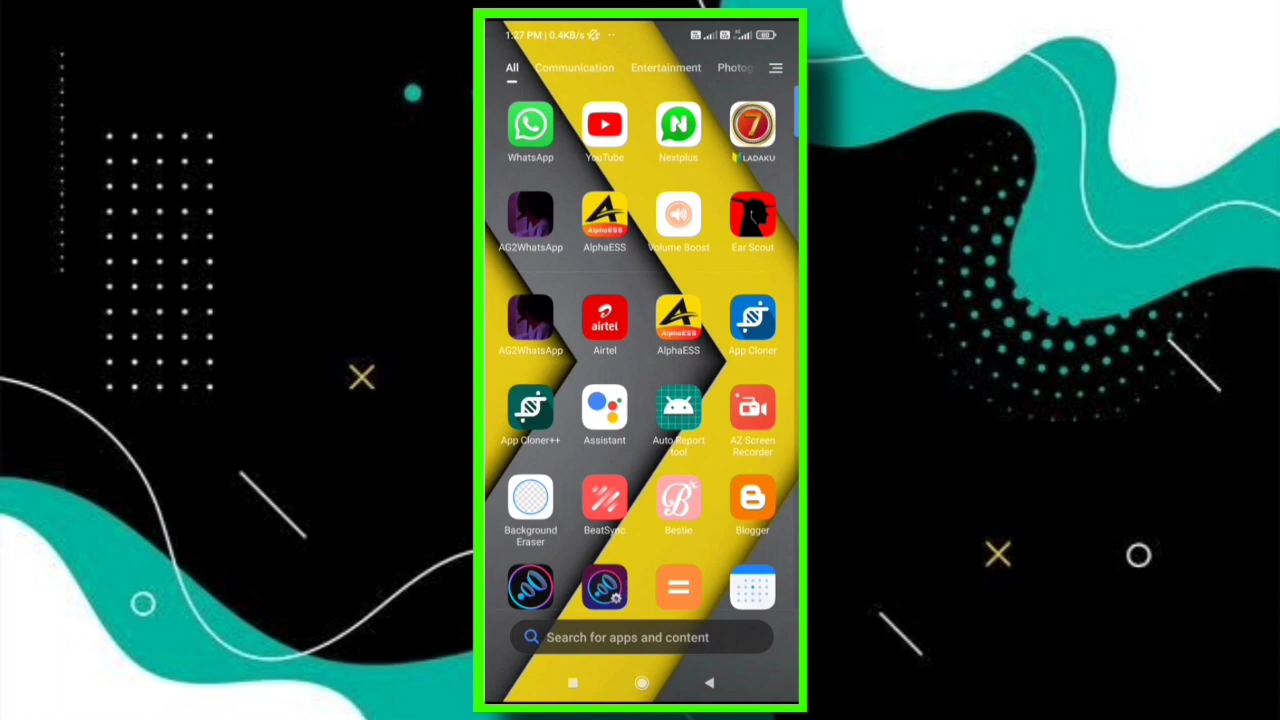 1:27 PM | 0.4KB/s
All Communication Entertainment Photog
WhatsApp YouTube Nextplus LADAKU
AlphaESS
AG2WhatsApp AlphaESS Volume Boost Ear Scout
airtel AlphaESS
AG2WhatsApp Airtel AlphaESS App Cloner
App Cloner++ Assistant Auto Report tool AZ Screen Recorder
Background Eraser BeatSync Bestie Blogger
Search for apps and content